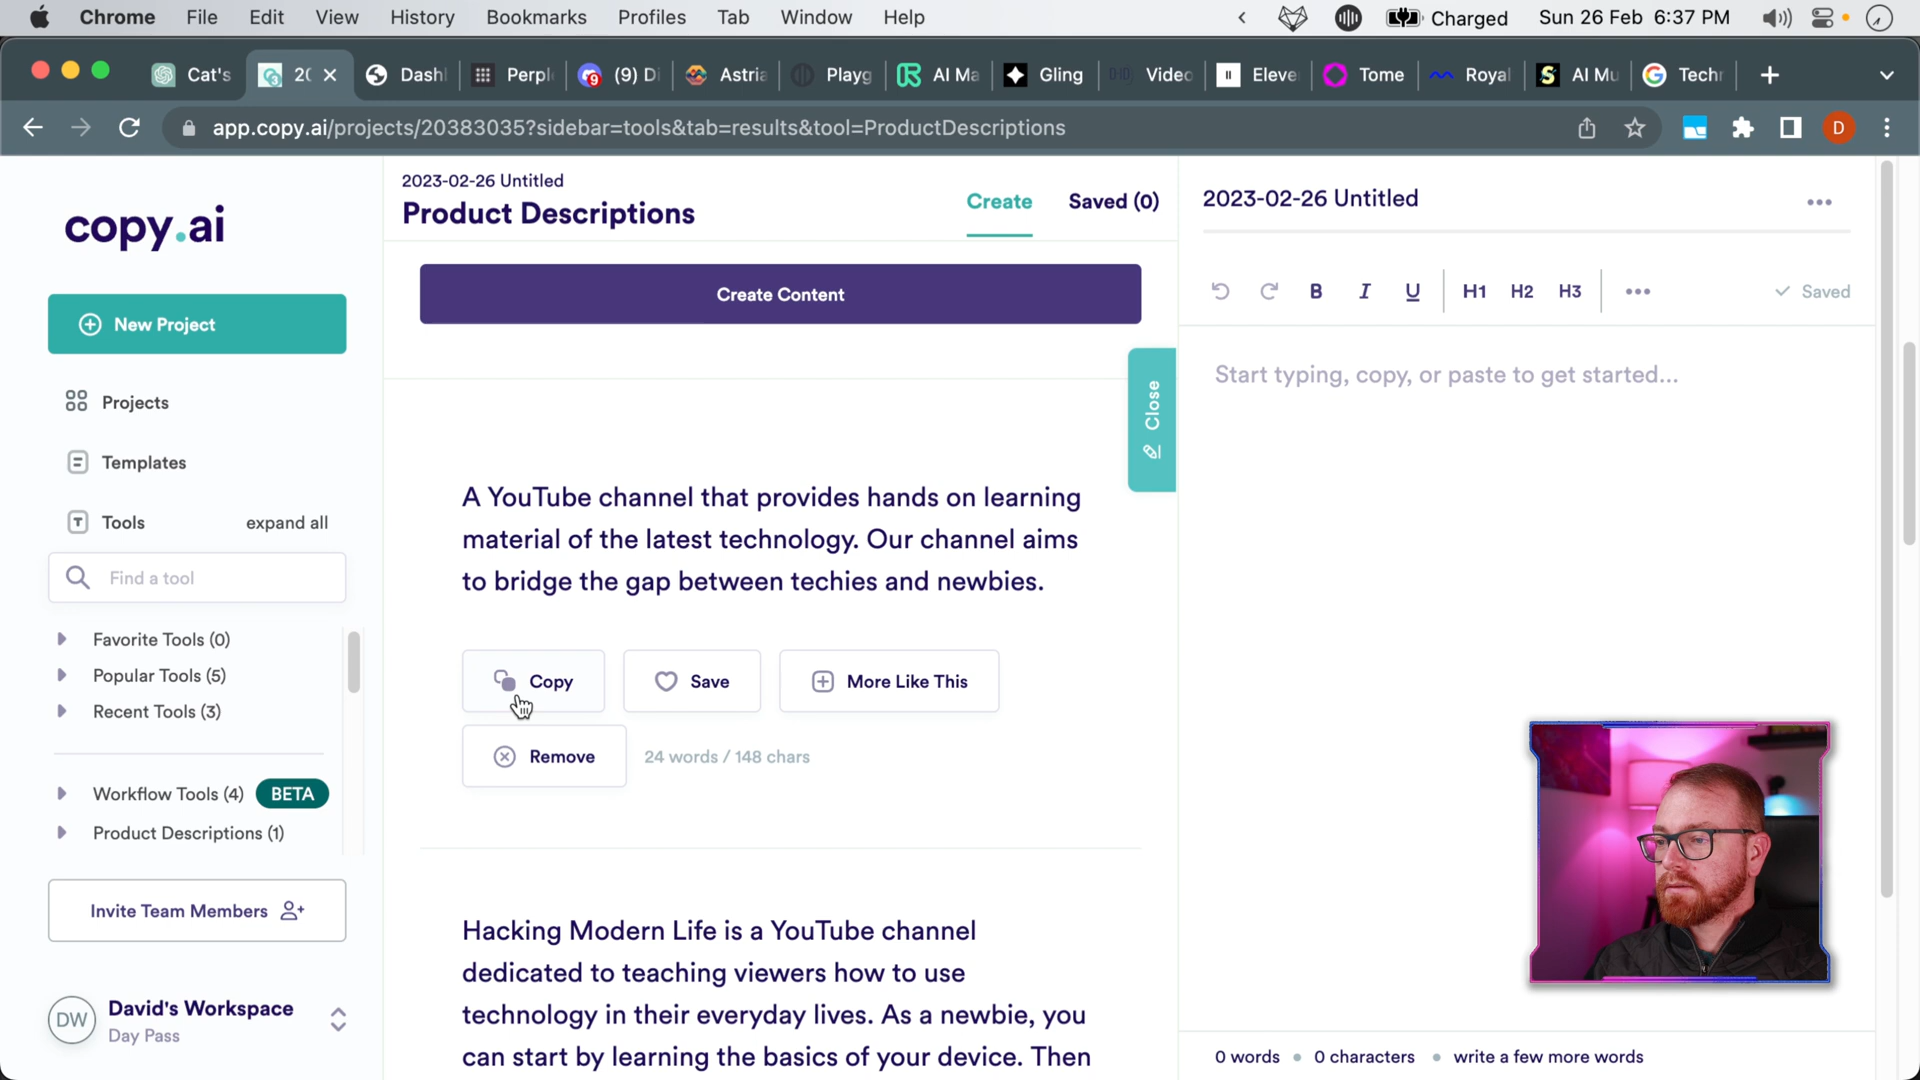 Chrome File Edit View History Bookmarks Profiles Tab Window Help Charged Sun 26 Feb 6:37 PM
Cat's 20 Dashl Perpl (9) Di Astria Playg AI Ma Gling Video Eleve Tome Royal AI Mu Techn
app.copy.ai/projects/20383035?sidebar=tools&tab=results&tool=ProductDescriptions D
copy.ai
New Project
Projects
Templates
Tools expand all
Find a tool
Favorite Tools (0)
Popular Tools (5)
Recent Tools (3)
Workflow Tools (4) BETA
Product Descriptions (1)
Invite Team Members
DW David's Workspace
Day Pass
2023-02-26 Untitled
Product Descriptions
Create Saved (0)
Create Content
Close
A YouTube channel that provides hands on learning
material of the latest technology. Our channel aims
to bridge the gap between techies and newbies.
Copy Save More Like This
Remove 24 words / 148 chars
Hacking Modern Life is a YouTube channel
dedicated to teaching viewers how to use
technology in their everyday lives. As a newbie, you
can start by learning the basics of your device. Then
2023-02-26 Untitled
B I U H1 H2 H3 Saved
Start typing, copy, or paste to get started...
0 words • 0 characters • write a few more words